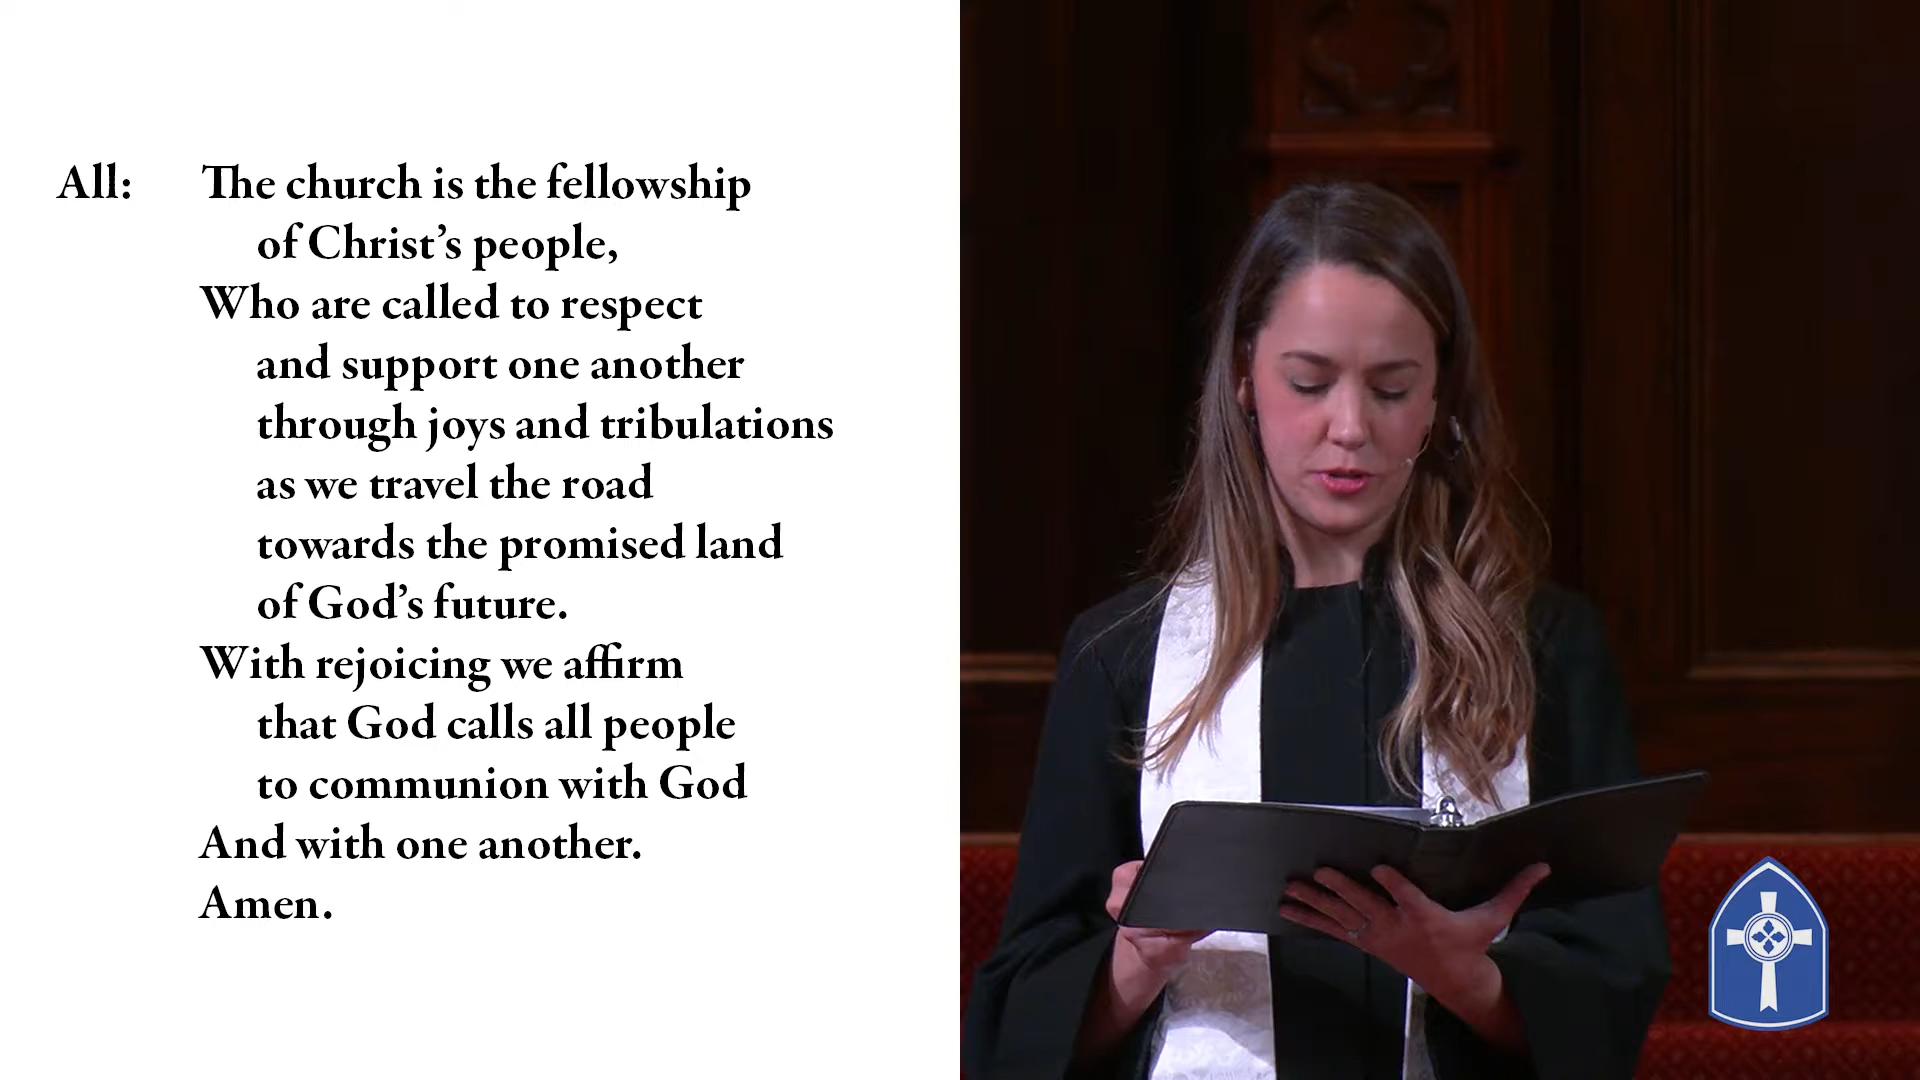 All: The church is the fellowship
of Christ’s people,
Who are called to respect
and support one another
through joys and tribulations
as we travel the road
towards the promised land
of God’s future.
With rejoicing we affirm
that God calls all people
to communion with God
And with one another.
Amen.